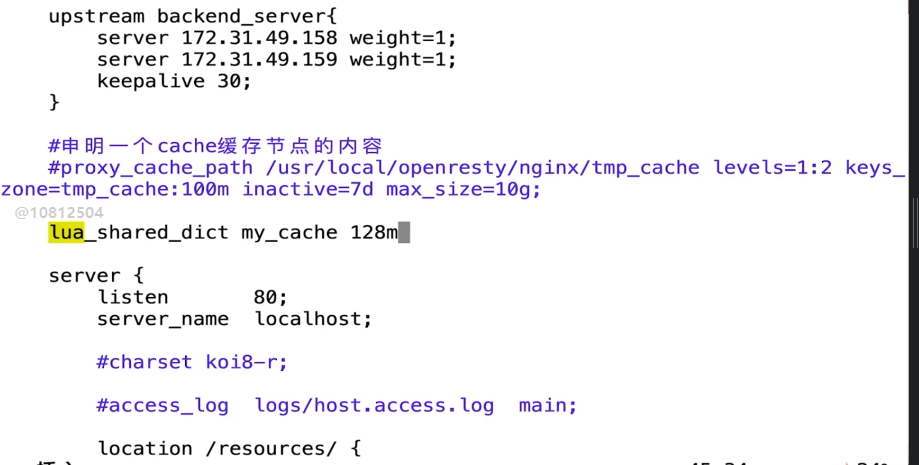 upstream backend_server{
server 172.31.49.158 weight=1;
server 172.31.49.159 weight=1;
keepalive 30;
}
#申明一个cache缓存节点的内容
#proxy_cache_path /usr/local/openresty/nginx/tmp_cache levels=1:2 keys_
zone=tmp_cache:100m inactive=7d max_size=10g;
@10812504
lua_shared_dict my_cache 128m
server {
listen       80;
server_name  localhost;
#charset koi8-r;
#access_log  logs/host.access.log  main;
location /resources/ {